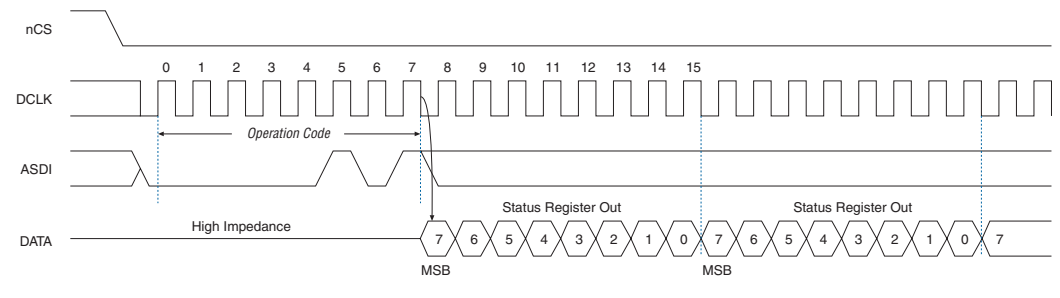 nCS
0 1 2 3 4 5 6 7 8 9 10 11 12 13 14 15
DCLK
Operation Code
ASDI
High Impedance
Status Register Out Status Register Out
DATA
7 6 5 4 3 2 1 0 7 6 5 4 3 2 1 0 7
MSB MSB